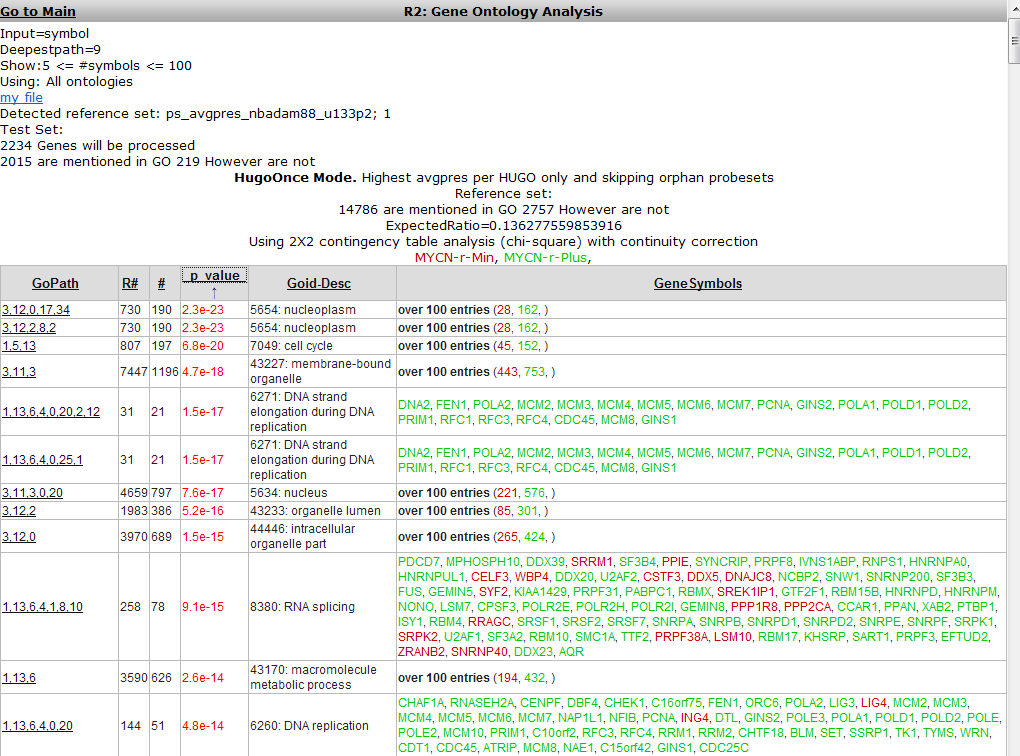 Go to Main
R2: Gene Ontology Analysis
Input=symbol
Deepestpath=9
Show:5 <= #symbols <= 100
Using: All ontologies
my file
Detected reference set: ps_avgpres_nbadam88_u133p2; 1
Test Set:
2234 Genes will be processed
2015 are mentioned in GO 219 However are not
HugoOnce Mode. Highest avgpres per HUGO only and skipping orphan probesets
Reference set:
14786 are mentioned in GO 2757 However are not
ExpectedRatio=0.136277559853916
Using 2X2 contingency table analysis (chi-square) with continuity correction
MYCN-r-Min, MYCN-r-Plus,
GoPath R# # p_value ↑ Goid-Desc GeneSymbols
3,12,0,17,34 730 190 2.3e-23 5654: nucleoplasm over 100 entries (28, 162, )
3,12,2,8,2 730 190 2.3e-23 5654: nucleoplasm over 100 entries (28, 162, )
1,5,13 807 197 6.8e-20 7049: cell cycle over 100 entries (45, 152, )
3,11,3 7447 1196 4.7e-18 43227: membrane-bound
organelle over 100 entries (443, 753, )
1,13,6,4,0,20,2,12 31 21 1.5e-17 6271: DNA strand
elongation during DNA
replication
DNA2, FEN1, POLA2, MCM2, MCM3, MCM4, MCM5, MCM6, MCM7, PCNA, GINS2, POLA1, POLD1, POLD2,
PRIM1, RFC1, RFC3, RFC4, CDC45, MCM8, GINS1
1,13,6,4,0,25,1 31 21 1.5e-17 6271: DNA strand
elongation during DNA
replication
DNA2, FEN1, POLA2, MCM2, MCM3, MCM4, MCM5, MCM6, MCM7, PCNA, GINS2, POLA1, POLD1, POLD2,
PRIM1, RFC1, RFC3, RFC4, CDC45, MCM8, GINS1
3,11,3,0,20 4659 797 7.6e-17 5634: nucleus over 100 entries (221, 576, )
3,12,2 1983 386 5.2e-16 43233: organelle lumen over 100 entries (85, 301, )
3,12,0 3970 689 1.5e-15 44446: intracellular
organelle part over 100 entries (265, 424, )
1,13,6,4,1,8,10 258 78 9.1e-15 8380: RNA splicing
PDCD7, MPHOSPH10, DDX39, SRRM1, SF3B4, PPIE, SYNCRIP, PRPF8, IVNS1ABP, RNPS1, HNRNPA0,
HNRNPUL1, CELF3, WBP4, DDX20, U2AF2, CSTF3, DDX5, DNAJC8, NCBP2, SNW1, SNRNP200, SF3B3,
FUS, GEMIN5, SYF2, KIAA1429, PRPF31, PABPC1, RBMX, SREK1IP1, GTF2F1, RBM15B, HNRNPD, HNRNPM,
NONO, LSM7, CPSF3, POLR2E, POLR2H, POLR2I, GEMIN8, PPP1R8, PPP2CA, CCAR1, PPAN, XAB2, PTBP1,
ISY1, RBM4, RRAGC, SRSF1, SRSF2, SRSF7, SNRPA, SNRPB, SNRPD1, SNRPD2, SNRPE, SNRPF, SRPK1,
SRPK2, U2AF1, SF3A2, RBM10, SMC1A, TTF2, PRPF38A, LSM10, RBM17, KHSRP, SART1, PRPF3, EFTUD2,
ZRANB2, SNRNP40, DDX23, AQR
1,13,6 3590 626 2.6e-14 43170: macromolecule
metabolic process over 100 entries (194, 432, )
1,13,6,4,0,20 144 51 4.8e-14 6260: DNA replication
CHAF1A, RNASEH2A, CENPF, DBF4, CHEK1, C16orf75, FEN1, ORC6, POLA2, LIG3, LIG4, MCM2, MCM3,
MCM4, MCM5, MCM6, MCM7, NAP1L1, NFIB, PCNA, ING4, DTL, GINS2, POLE3, POLA1, POLD1, POLD2, POLE,
POLE2, MCM10, PRIM1, C10orf2, RFC3, RFC4, RRM1, RRM2, CHTF18, BLM, SET, SSRP1, TK1, TYMS, WRN,
CDT1, CDC45, ATRIP, MCM8, NAE1, C15orf42, GINS1, CDC25C